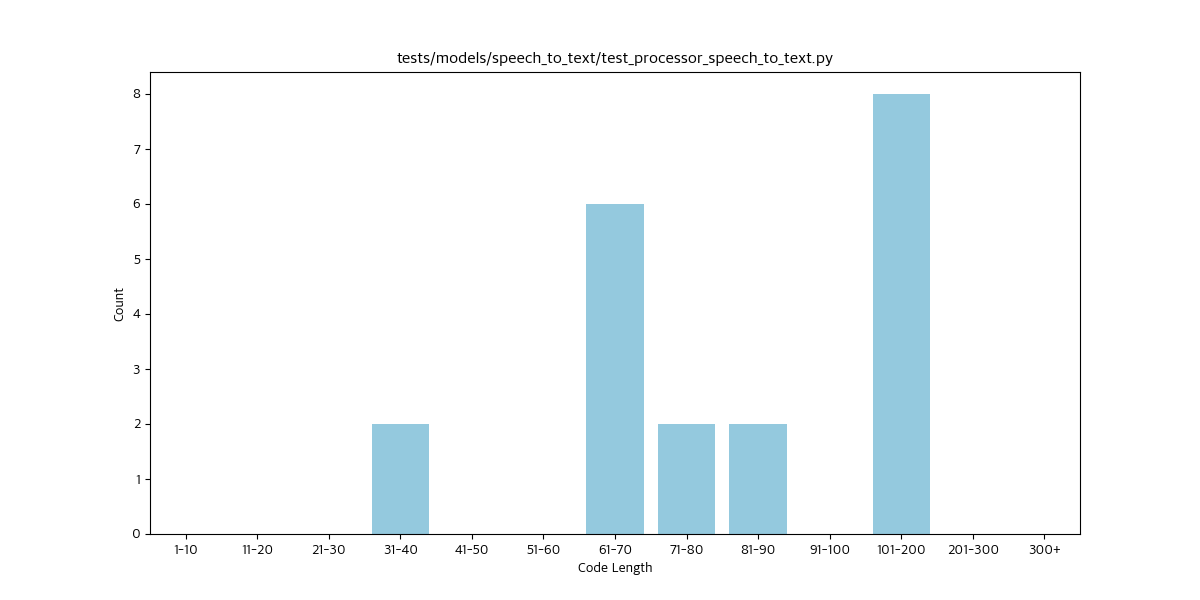 tests/models/speech_to_text/test_processor_speech_to_text.py
8
7
6
5
4
3
2
1
0
Count
1-10 11-20 21-30 31-40 41-50 51-60 61-70 71-80 81-90 91-100 101-200 201-300 300+
Code Length